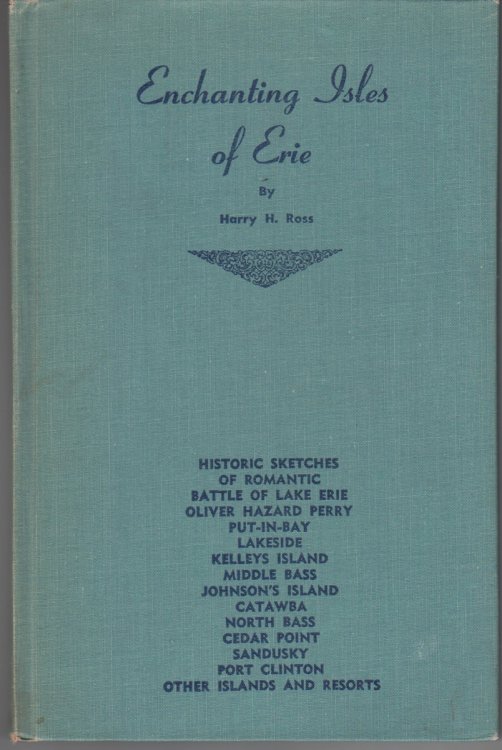 Enchanting Isles
of Erie
By
Harry H. Ross
HISTORIC SKETCHES
OF ROMANTIC
BATTLE OF LAKE ERIE
OLIVER HAZARD PERRY
PUT-IN-BAY
LAKESIDE
KELLEYS ISLAND
MIDDLE BASS
JOHNSON'S ISLAND
CATAWBA
NORTH BASS
CEDAR POINT
SANDUSKY
PORT CLINTON
OTHER ISLANDS AND RESORTS